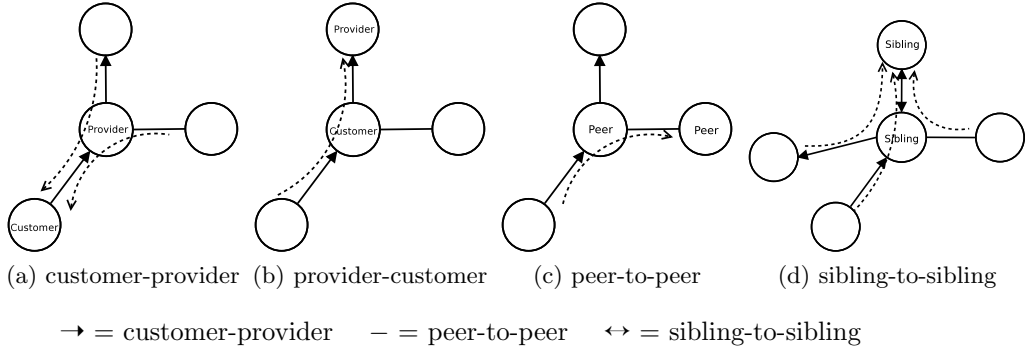 Provider
Sibling
Provider
Customer
Peer
Peer
Sibling
Customer
(a) customer-provider
(b) provider-customer
(c) peer-to-peer
(d) sibling-to-sibling
→ = customer-provider − = peer-to-peer ↔ = sibling-to-sibling